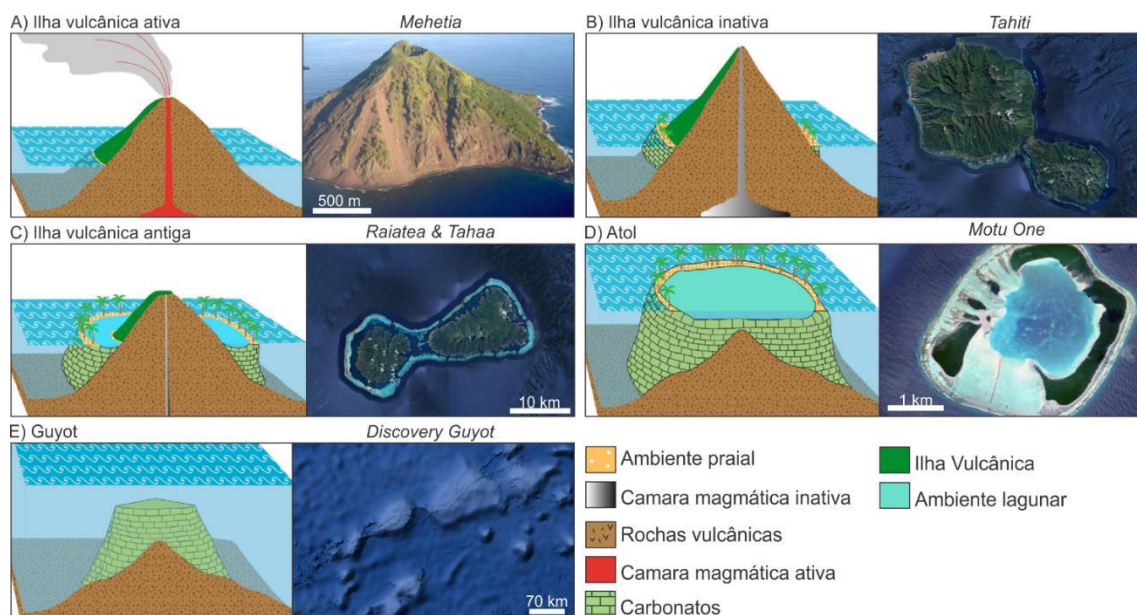 A) Ilha vulcânica ativa
Mehetia
B) Ilha vulcânica inativa
Tahiti
500 m
C) Ilha vulcânica antiga
Raiatea & Tahaa
D) Atol
Motu One
10 km
1 km
E) Guyot
Discovery Guyot
70 km
Ambiente praial
Camara magmática inativa
Rochas vulcânicas
Camara magmática ativa
Carbonatos
Ilha Vulcânica
Ambiente lagunar